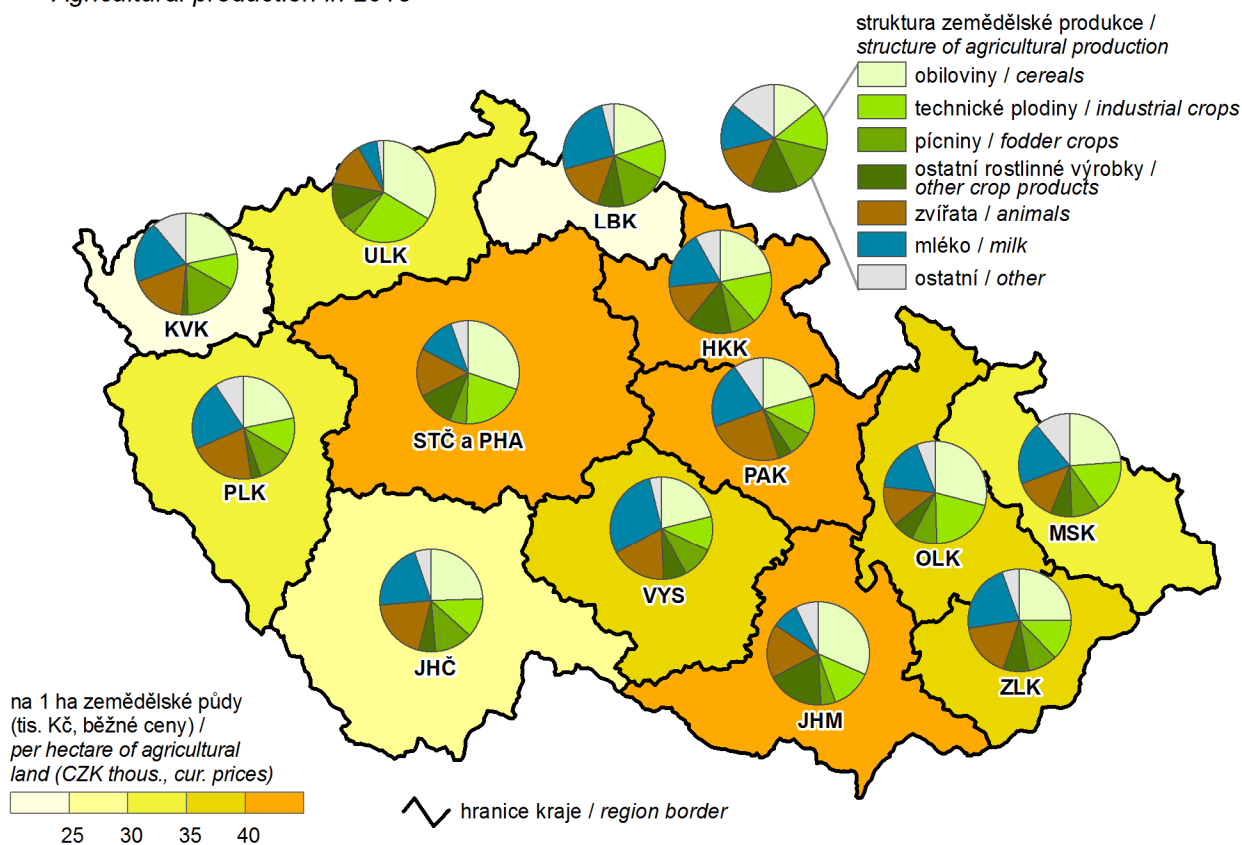 struktura zemědělské produkce /
structure of agricultural production
obiloviny / cereals
technické plodiny / industrial crops
pícniny / fodder crops
ostatní rostlinné výrobky /
other crop products
zvířata / animals
mléko / milk
ostatní / other
LBK
ULK
KVK
HKK
STČ a PHA
PAK
PLK
MSK
OLK
VYS
JHČ
ZLK
JHM
na 1 ha zemědělské půdy
(tis. Kč, běžné ceny) /
per hectare of agricultural
land (CZK thous., cur. prices)
25 30 35 40
hranice kraje / region border